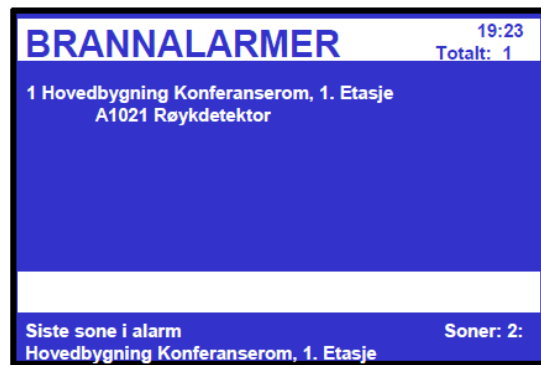 BRANNALARMER
19:23
Totalt: 1
1 Hovedbygning Konferanserom, 1. Etasje
A1021 Røykdetektor
Siste sone i alarm
Soner: 2:
Hovedbygning Konferanserom, 1. Etasje